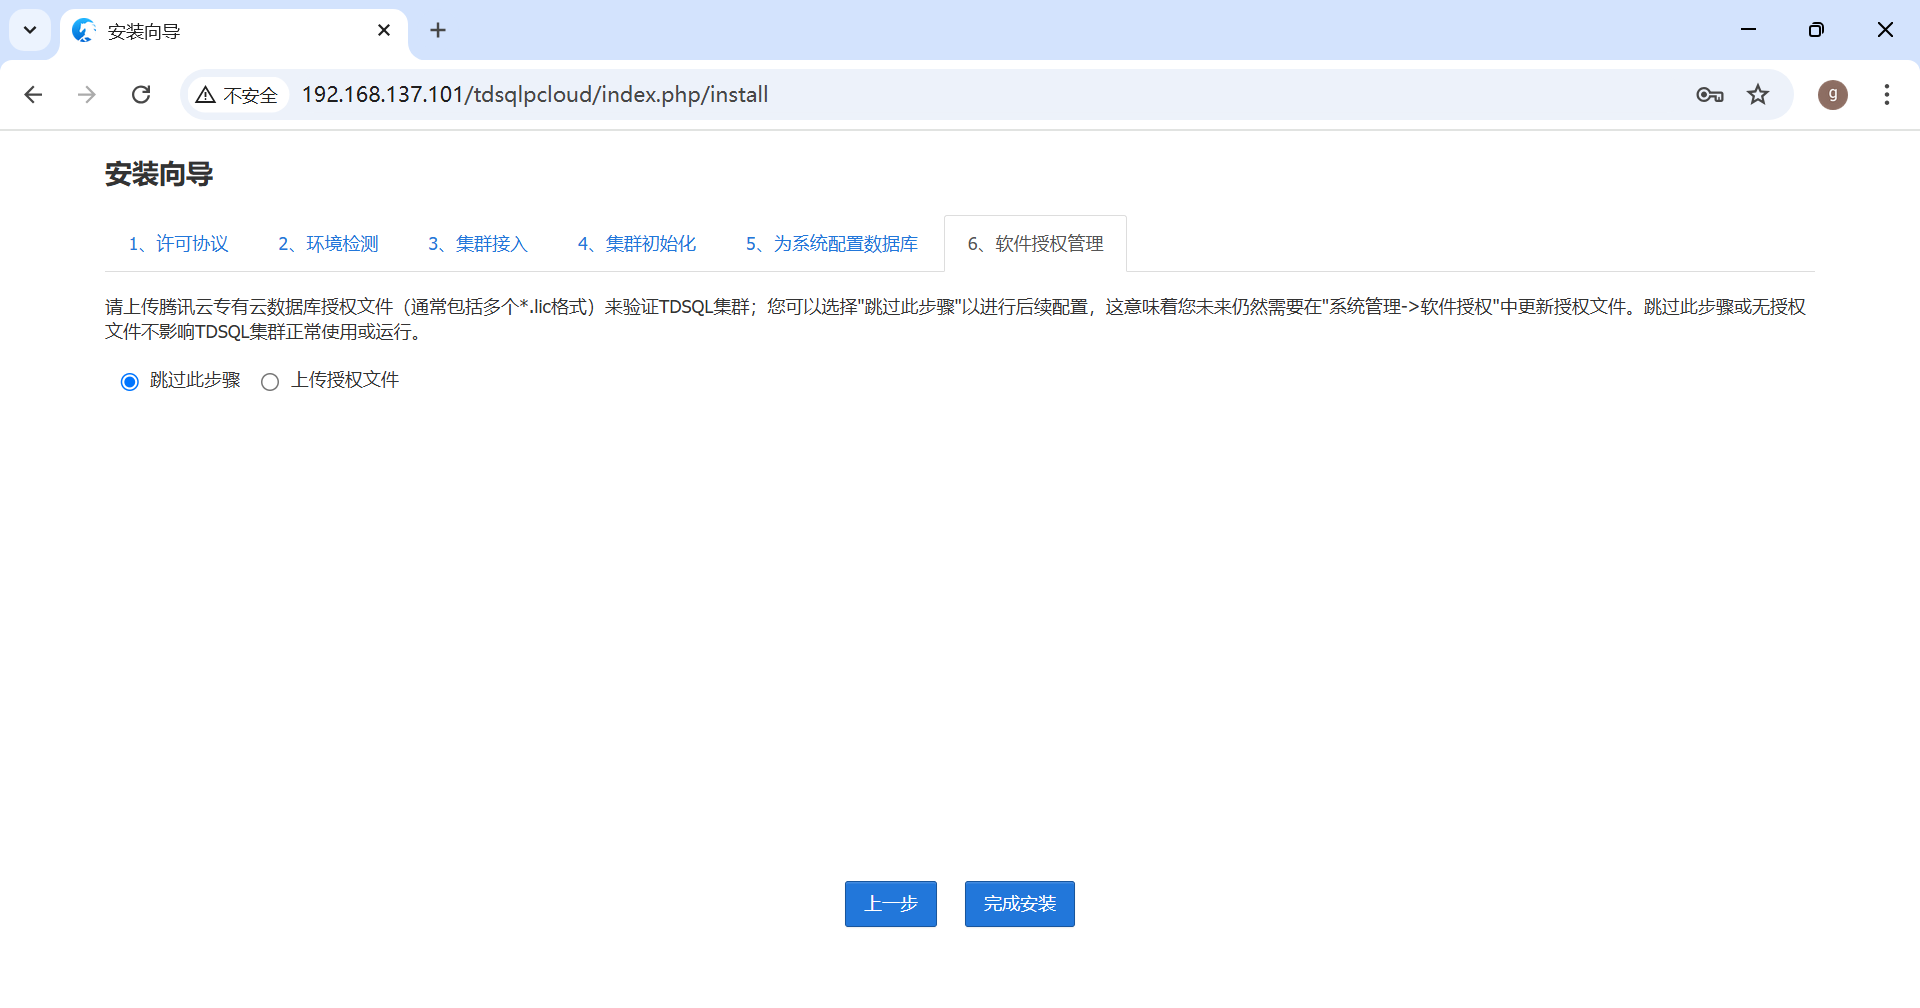 安装向导
不安全
192.168.137.101/tdsqlpcloud/index.php/install
g
安装向导
1、许可协议
2、环境检测
3、集群接入
4、集群初始化
5、为系统配置数据库
6、软件授权管理
请上传腾讯云专有云数据库授权文件（通常包括多个*.lic格式）来验证TDSQL集群；您可以选择"跳过此步骤"以进行后续配置，这意味着您未来仍然需要在"系统管理->软件授权"中更新授权文件。跳过此步骤或无授权
文件不影响TDSQL集群正常使用或运行。
跳过此步骤
上传授权文件
上一步
完成安装